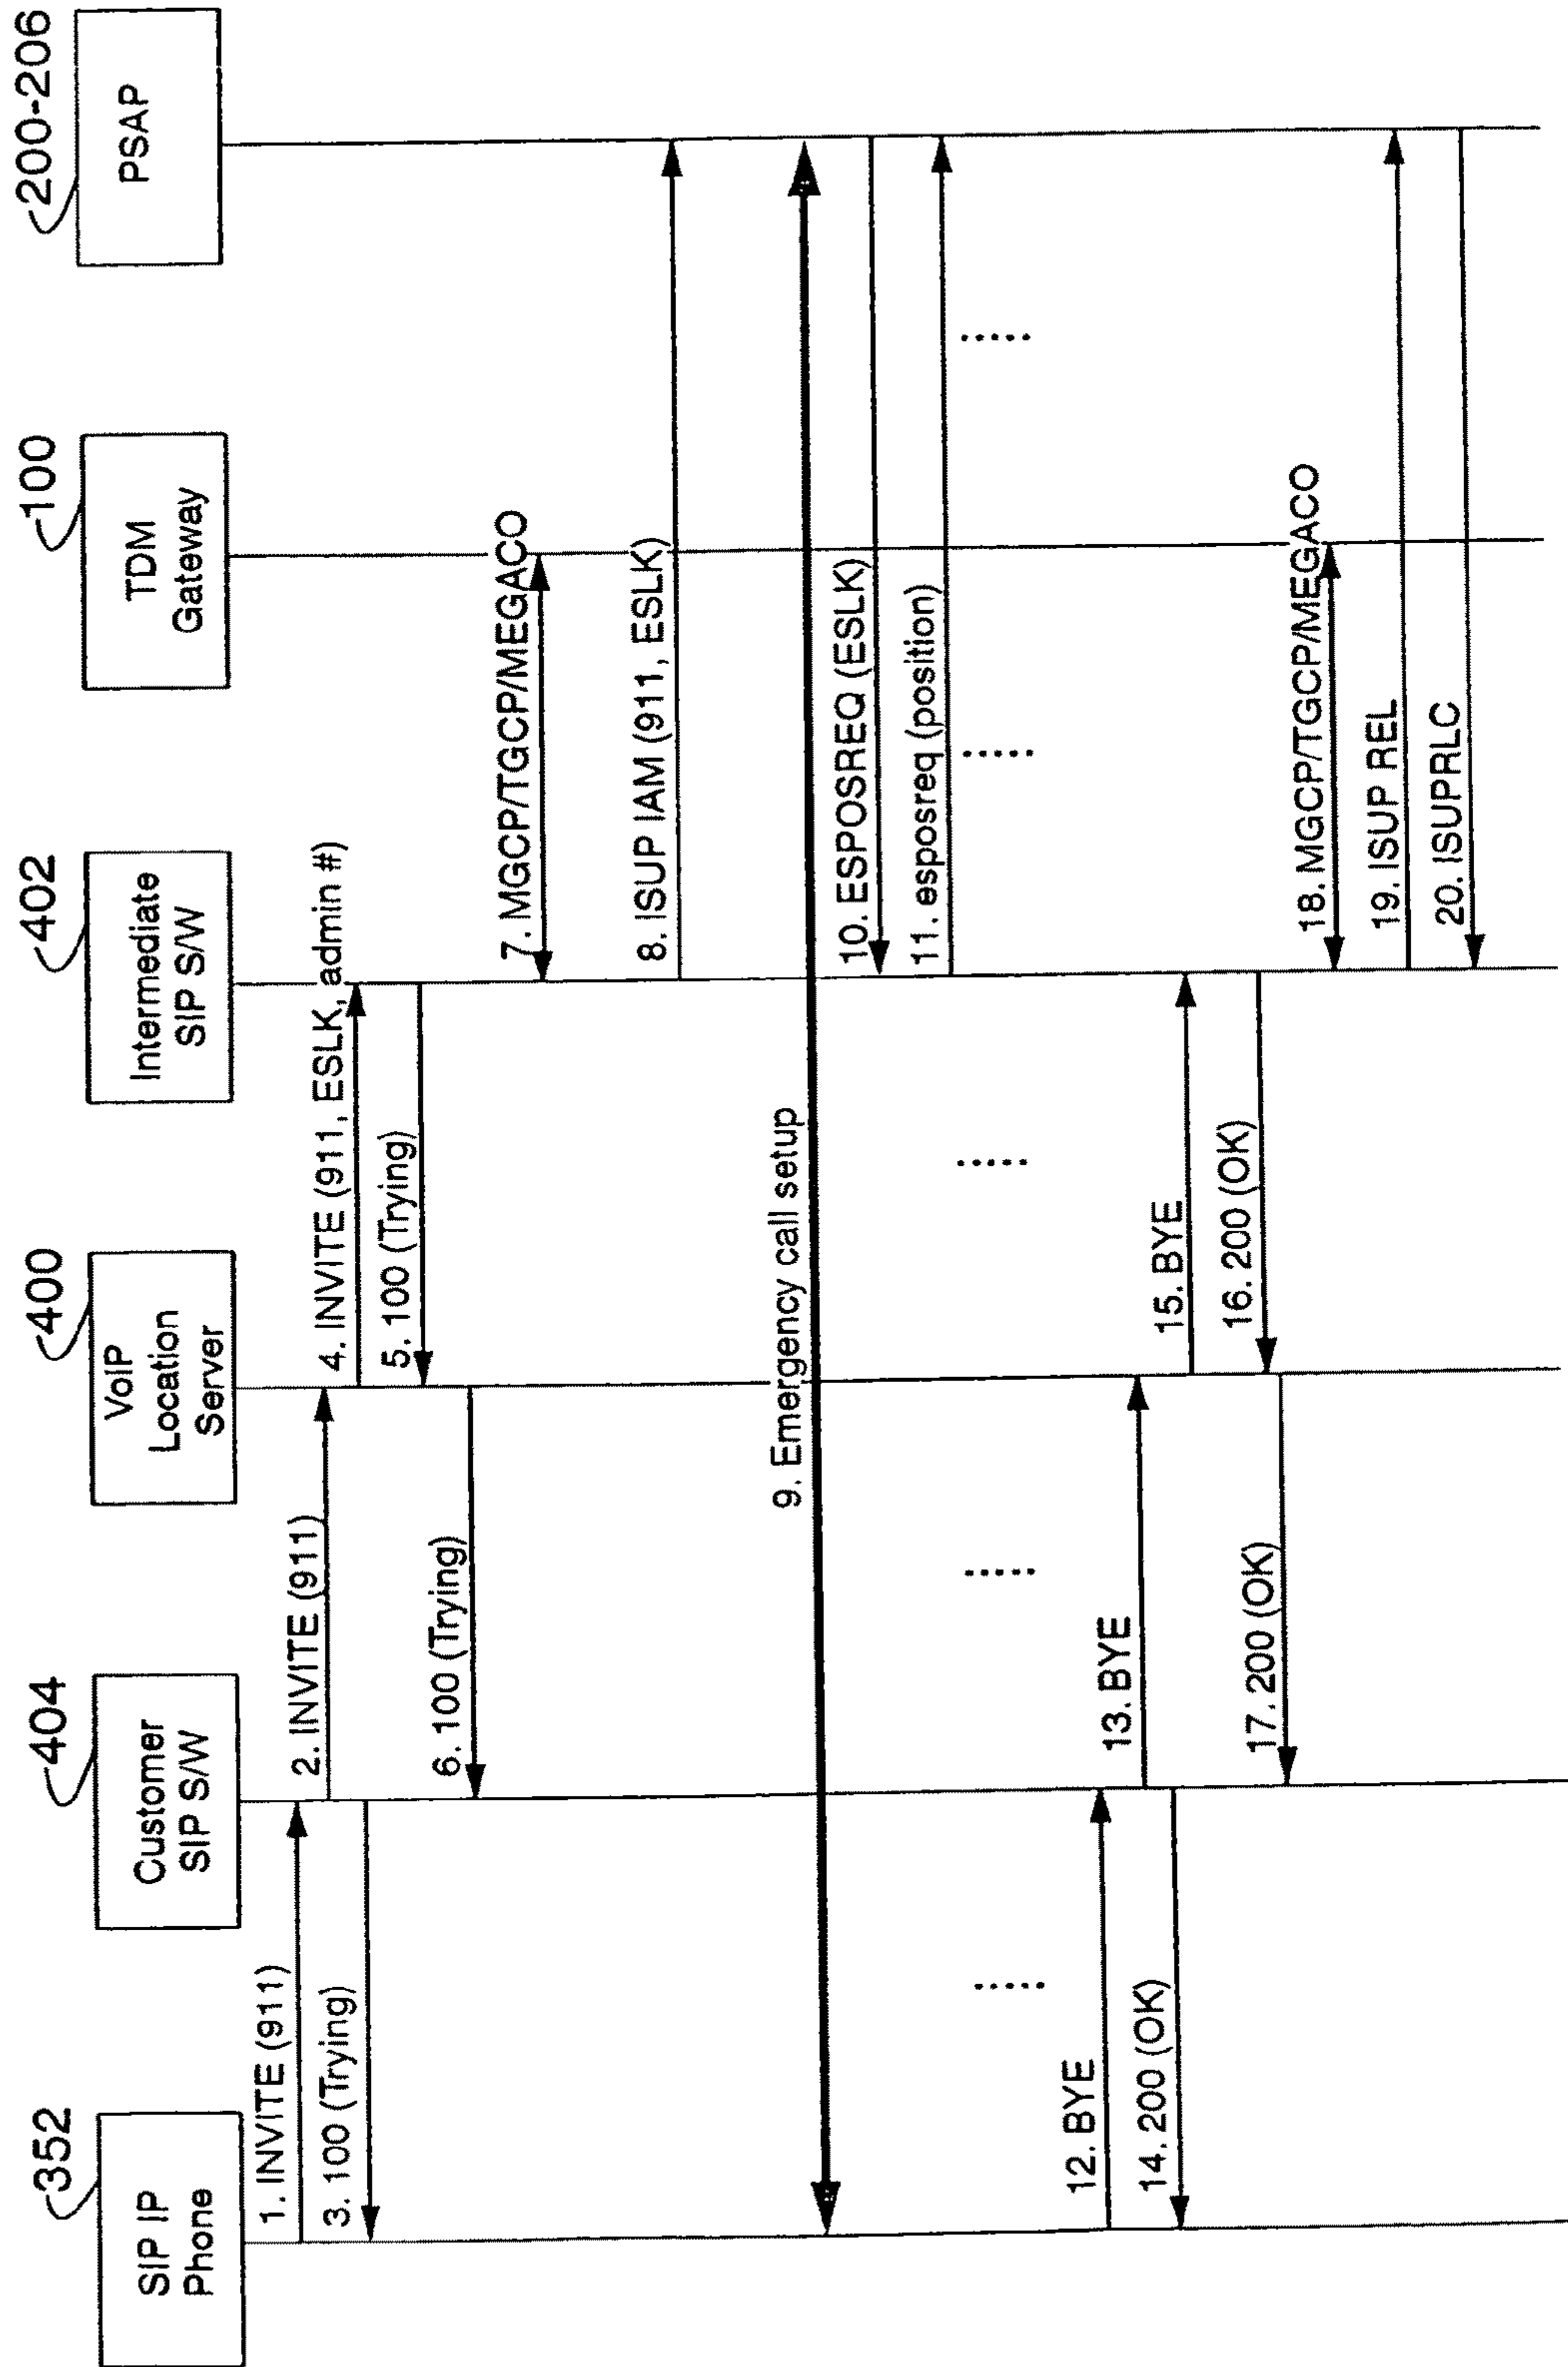 352
SIP IP
Phone
404
Customer
SIP S/W
400
VoIP
Location
Server
402
Intermediate
SIP S/W
100
TDM
Gateway
200-206
PSAP
1. INVITE (911)
2. INVITE (911)
3. 100 (Trying)
4. INVITE (911, ESLK, admin #)
5. 100 (Trying)
6. 100 (Trying)
7. MGCP/TGCP/MEGACO
8. ISUP IAM (911, ESLK)
9. Emergency call setup
10. ESPOSREQ (ESLK)
11. esposreq (position)
.....
.....
.....
.....
.....
12. BYE
13. BYE
14. 200 (OK)
15. BYE
16. 200 (OK)
17. 200 (OK)
18. MGCP/TGCP/MEGACO
19. ISUP REL
20. ISUPRLC